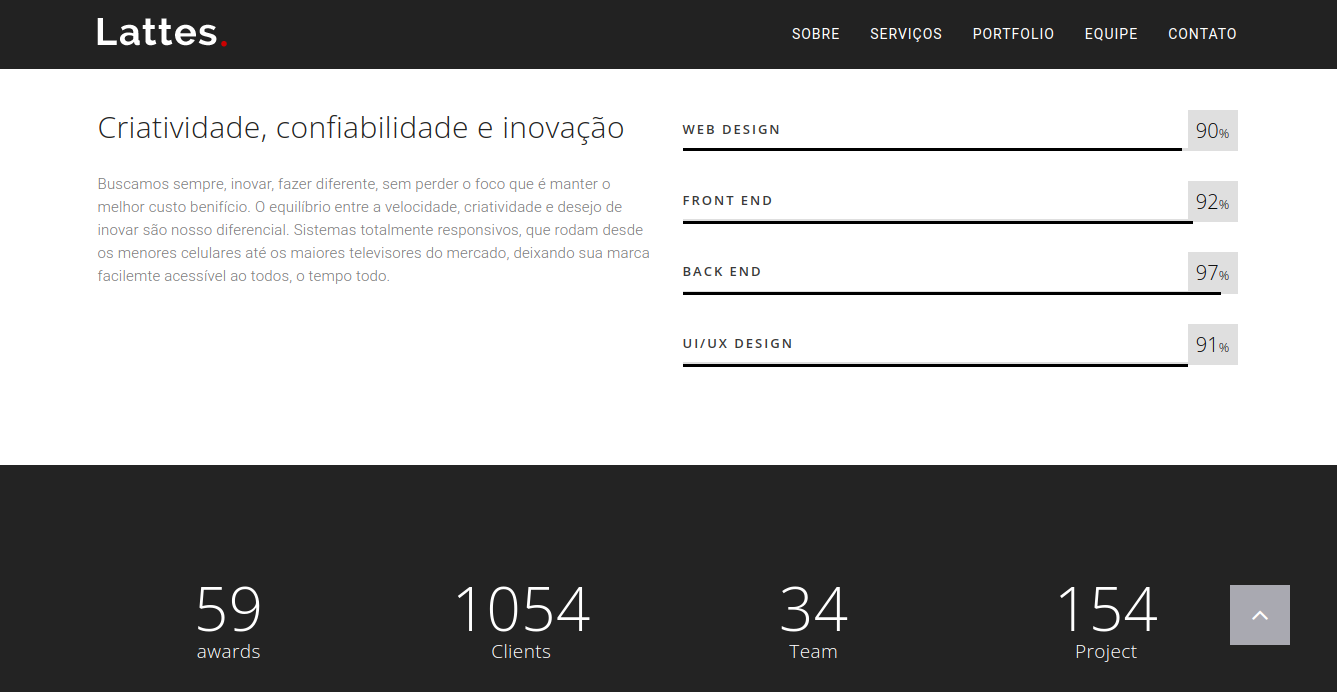 Lattes.
SOBRE SERVIÇOS PORTFOLIO EQUIPE CONTATO
Criatividade, confiabilidade e inovação
Buscamos sempre, inovar, fazer diferente, sem perder o foco que é manter o
melhor custo benifício. O equilíbrio entre a velocidade, criatividade e desejo de
inovar são nosso diferencial. Sistemas totalmente responsivos, que rodam desde
os menores celulares até os maiores televisores do mercado, deixando sua marca
facilemte acessível ao todos, o tempo todo.
WEB DESIGN 90%
FRONT END 92%
BACK END 97%
UI/UX DESIGN 91%
59 1054 34 154
awards Clients Team Project